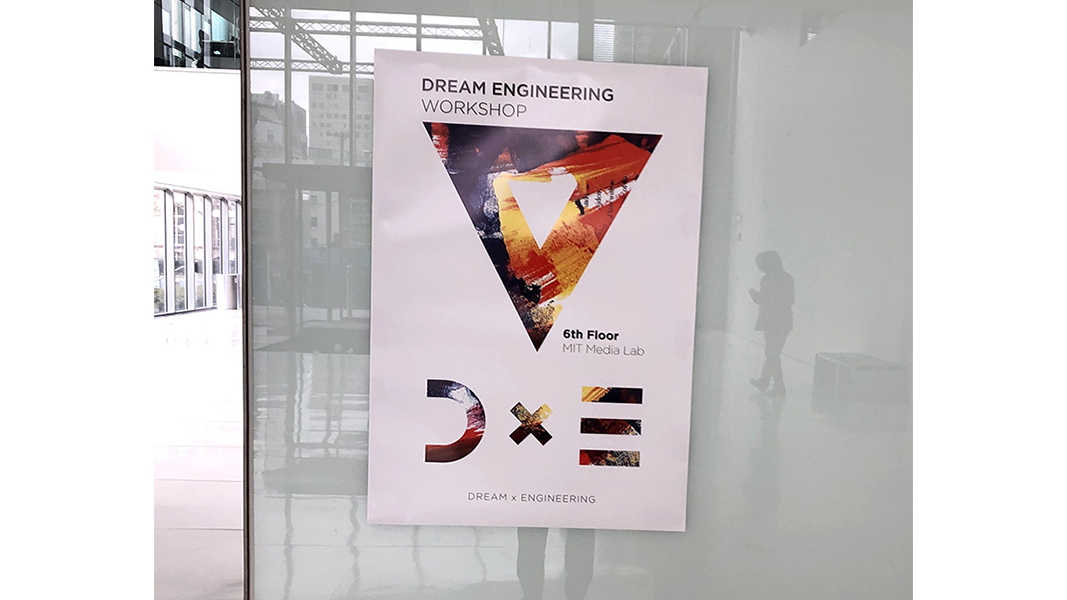 DREAM ENGINEERING
WORKSHOP
6th Floor
MIT Media Lab
D x E
DREAM x ENGINEERING